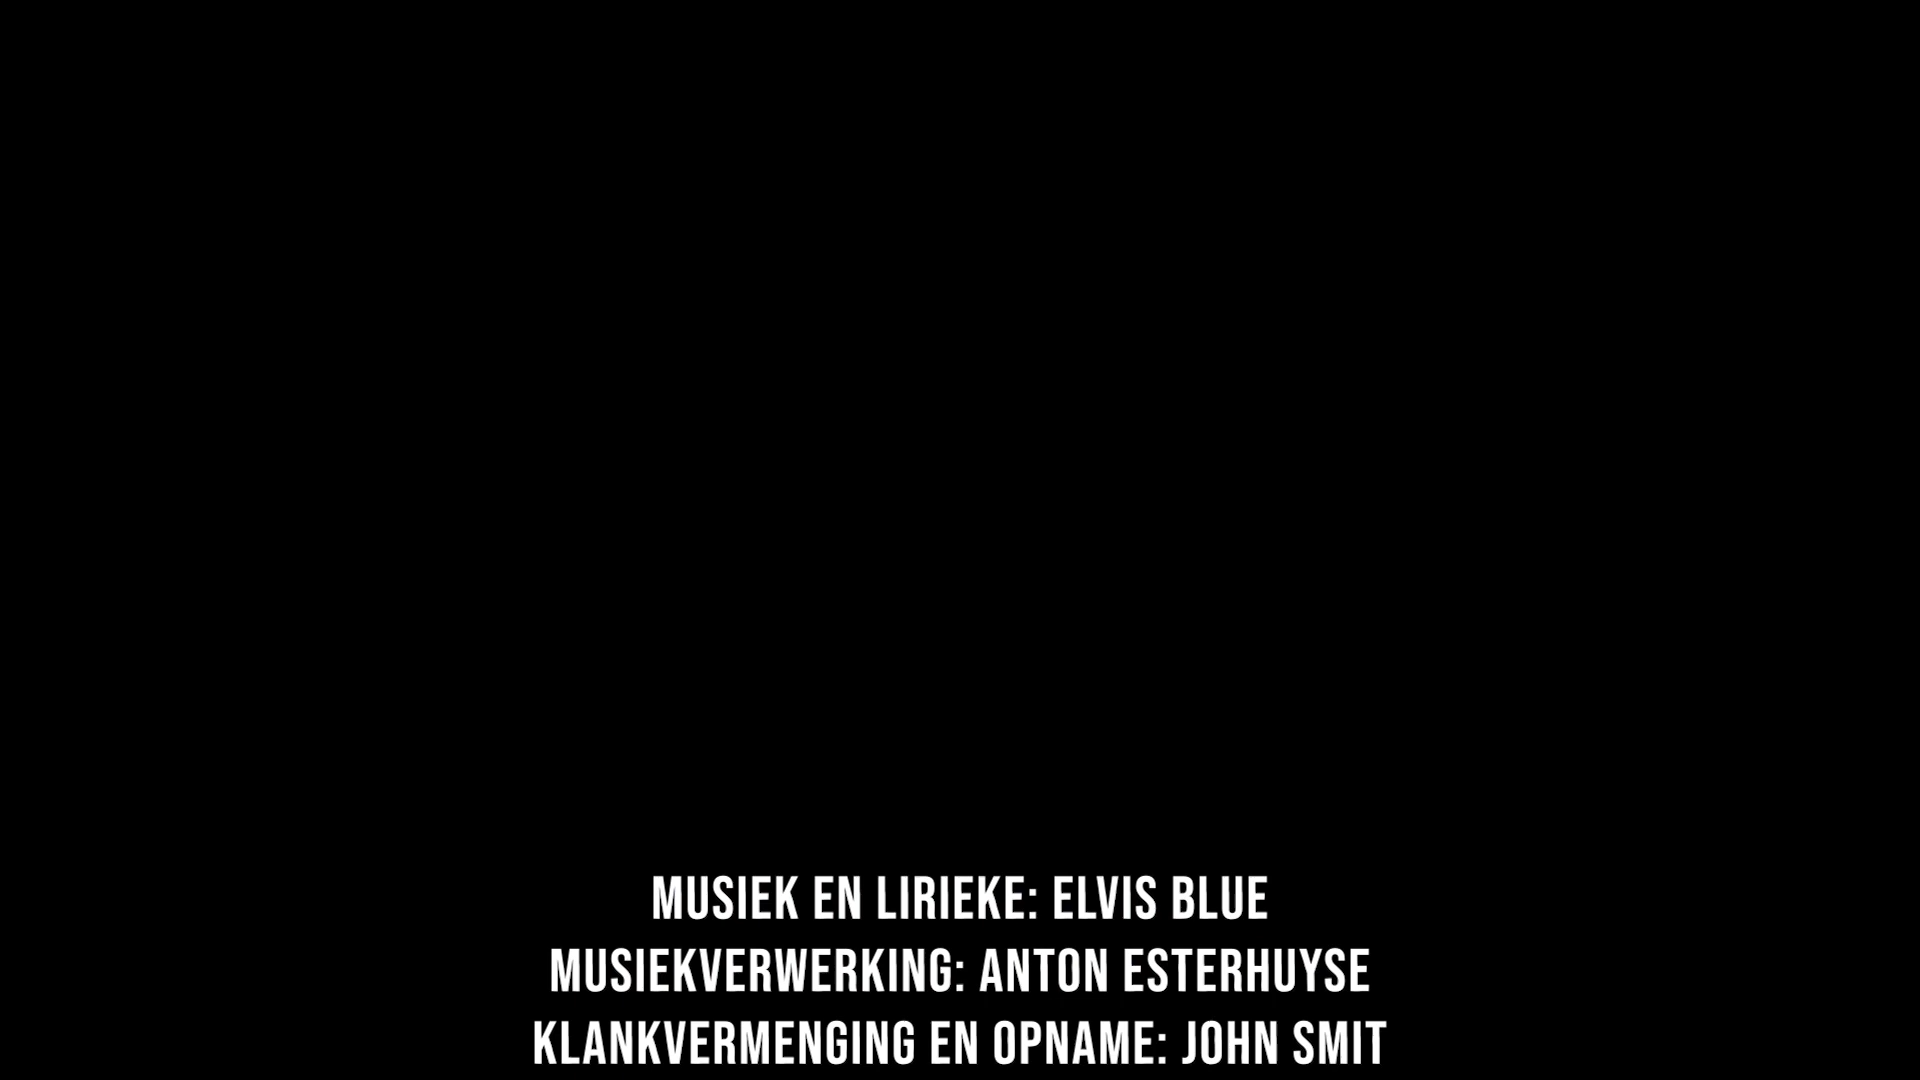 MUSIEK EN LIRIEKE: ELVIS BLUE
MUSIEKVERWERKING: ANTON ESTERHUYSE
KLANKVERMENGING EN OPNAME: JOHN SMIT